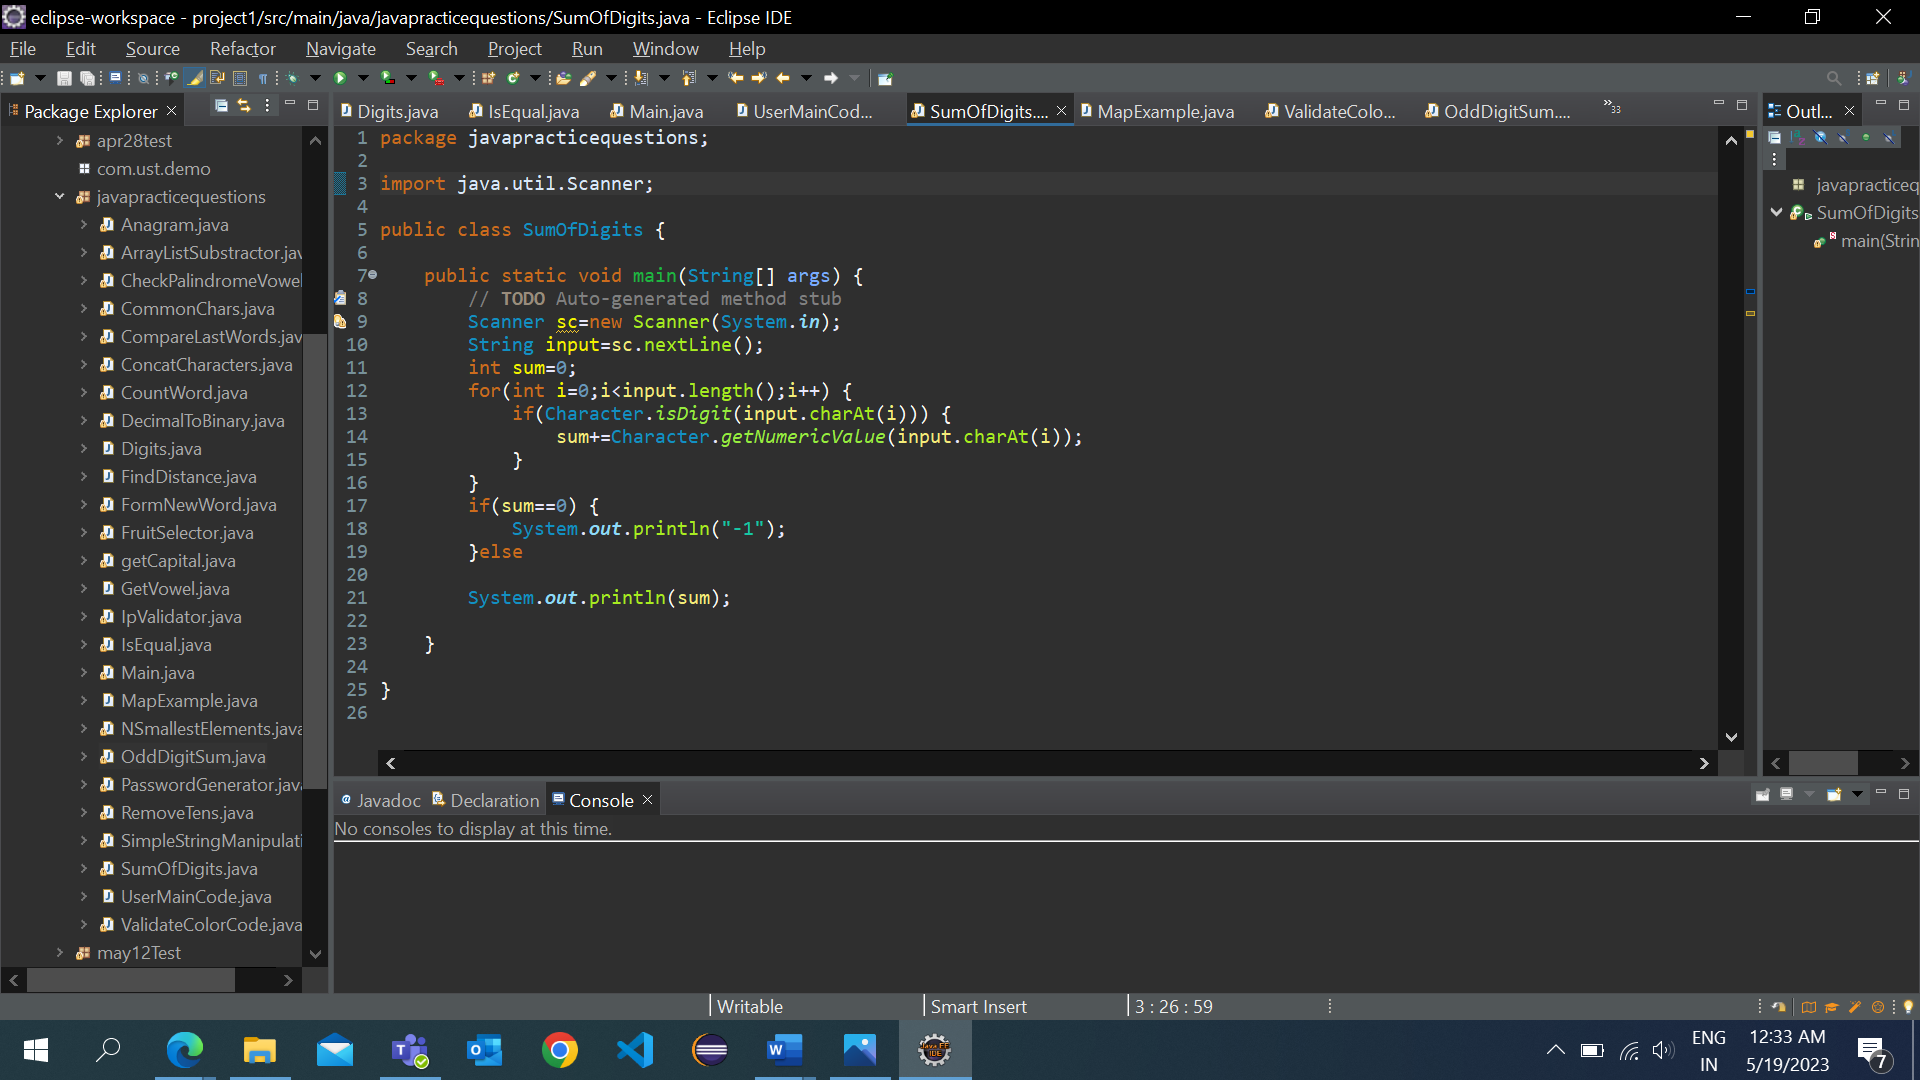 eclipse-workspace - project1/src/main/java/javapracticequestions/SumOfDigits.java - Eclipse IDE
File Edit Source Refactor Navigate Search Project Run Window Help
Package Explorer
apr28test
com.ust.demo
javapracticequestions
Anagram.java
ArrayListSubstractor.jav
CheckPalindromeVowel
CommonChars.java
CompareLastWords.jav
ConcatCharacters.java
CountWord.java
DecimalToBinary.java
Digits.java
FindDistance.java
FormNewWord.java
FruitSelector.java
getCapital.java
GetVowel.java
IpValidator.java
IsEqual.java
Main.java
MapExample.java
NSmallestElements.java
OddDigitSum.java
PasswordGenerator.java
RemoveTens.java
SimpleStringManipulati
SumOfDigits.java
UserMainCode.java
ValidateColorCode.java
may12Test
Digits.java IsEqual.java Main.java UserMainCod... SumOfDigits.... MapExample.java ValidateColo... OddDigitSum.... »33
1 package javapracticequestions;
2
3 import java.util.Scanner;
4
5 public class SumOfDigits {
6
7 public static void main(String[] args) {
8 // TODO Auto-generated method stub
9 Scanner sc=new Scanner(System.in);
10 String input=sc.nextLine();
11 int sum=0;
12 for(int i=0;i<input.length();i++) {
13 if(Character.isDigit(input.charAt(i))) {
14 sum+=Character.getNumericValue(input.charAt(i));
15 }
16 }
17 if(sum==0) {
18 System.out.println("-1");
19 }else
20
21 System.out.println(sum);
22
23 }
24
25 }
26
Outl...
javapracticeq
SumOfDigits
main(Strin
Javadoc Declaration Console
No consoles to display at this time.
Writable Smart Insert 3 : 26 : 59
ENG
IN
12:33 AM
5/19/2023
7